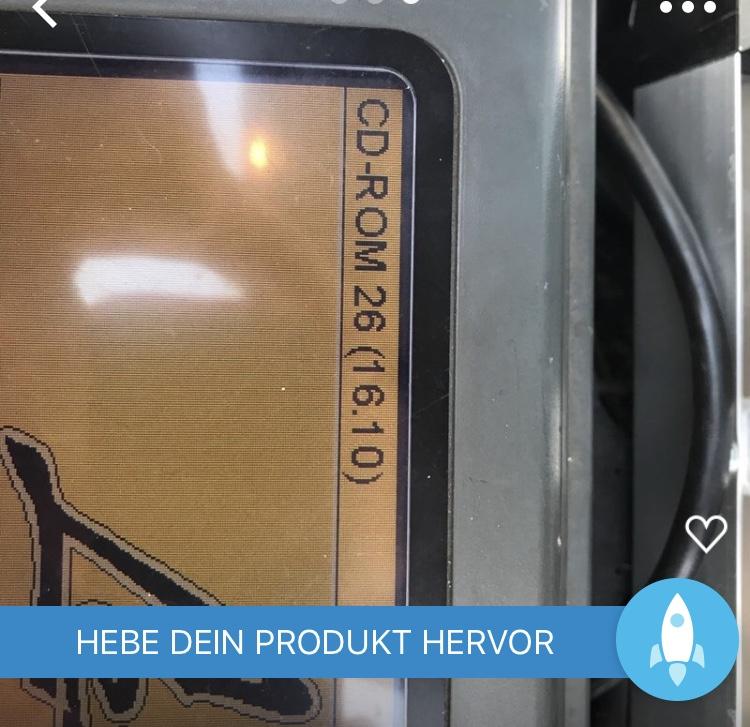 CD-ROM 26 (16.10)
HEBE DEIN PRODUKT HERVOR